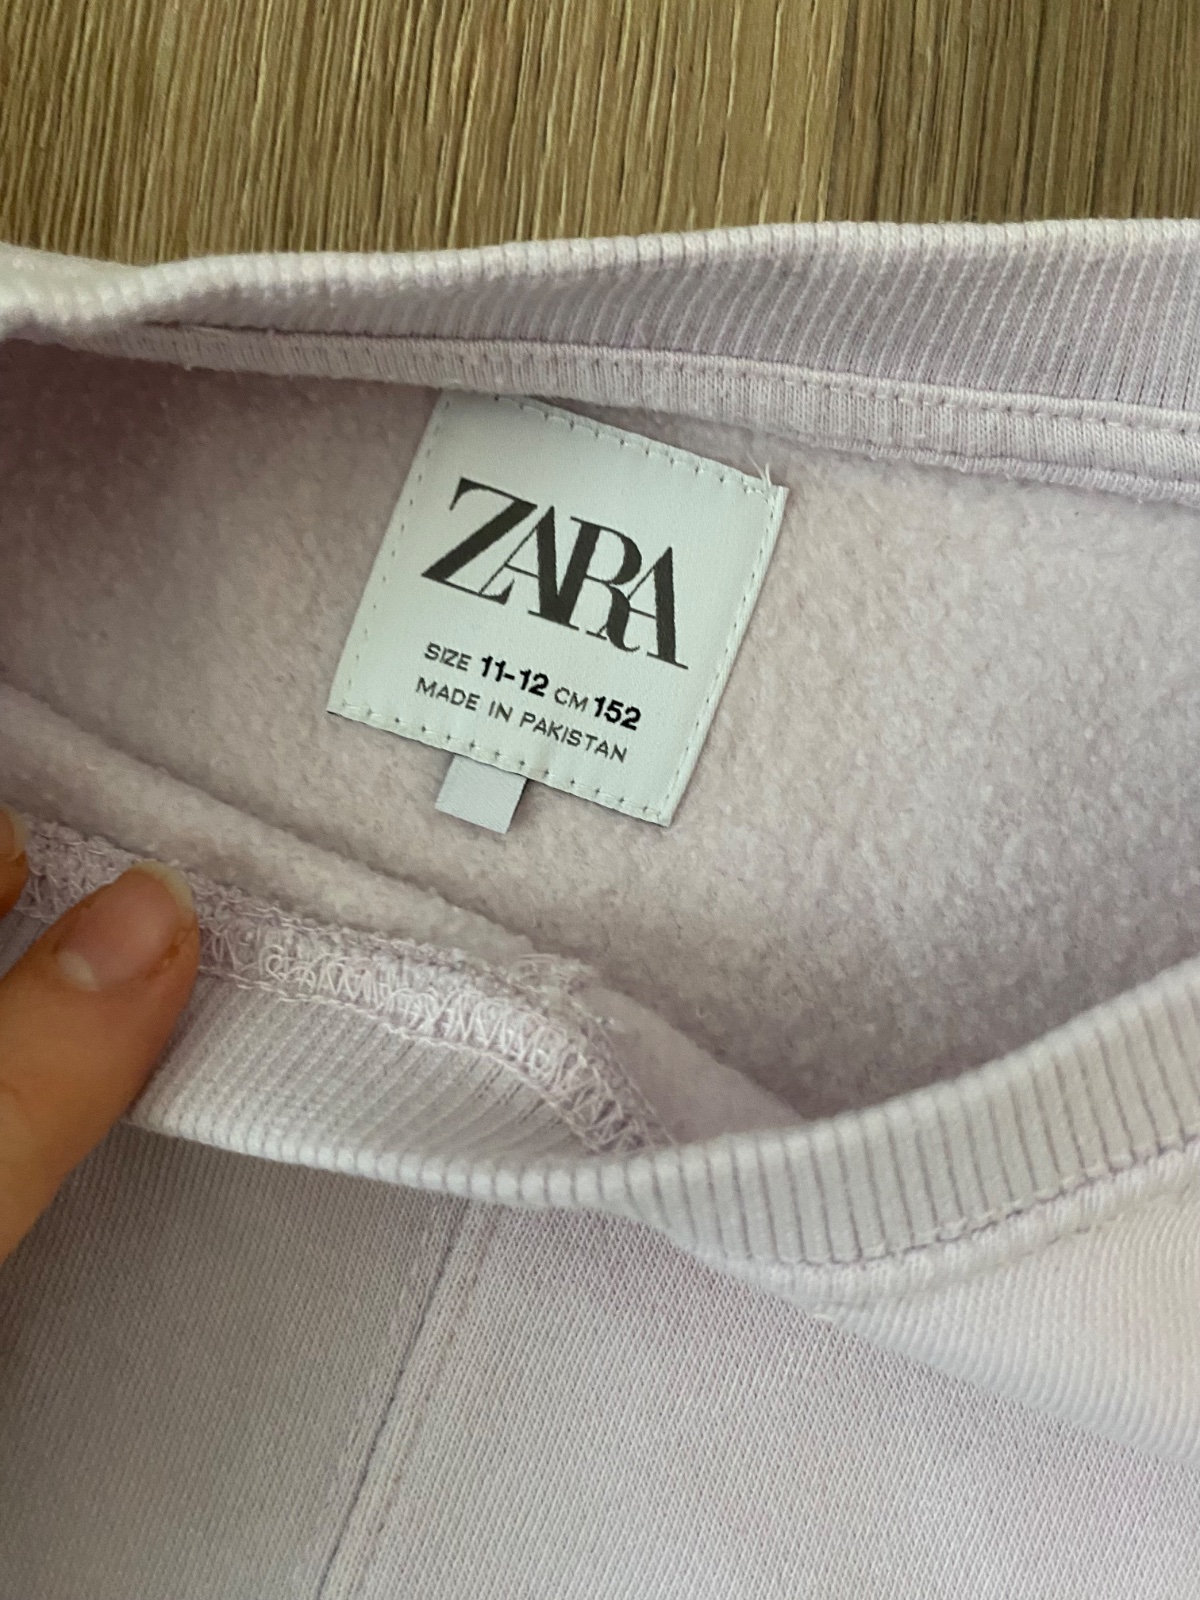 ZARA
SIZE 11-12 CM 152
MADE IN PAKISTAN